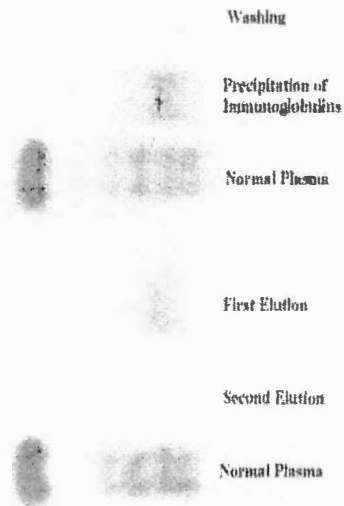 Washing
Precipitation of
Immunoglobulins
Normal Plasma
First Elution
Second Elution
Normal Plasma